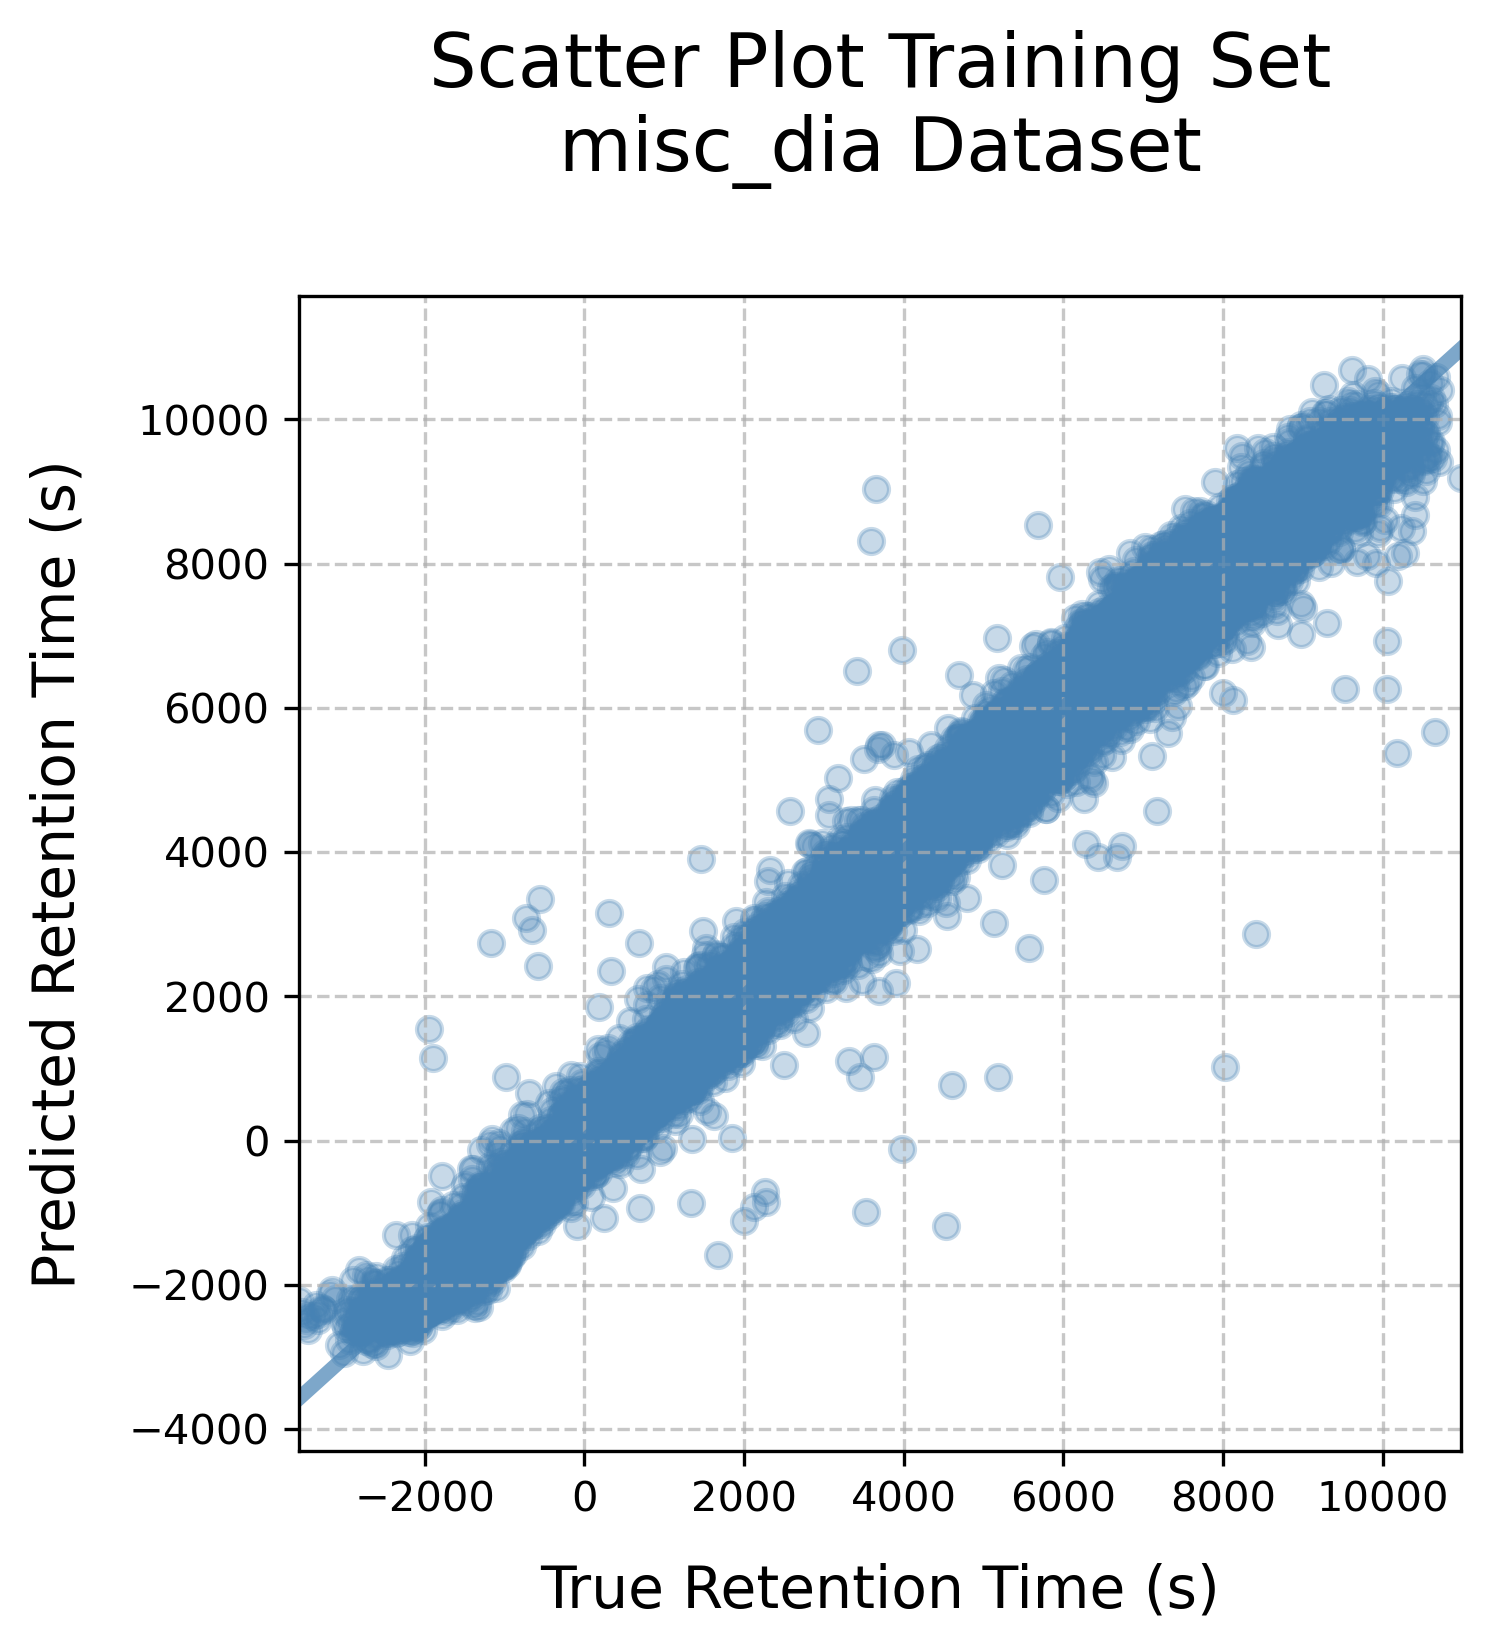 Scatter Plot Training Set
misc_dia Dataset
10000
8000
6000
4000
2000
0
−2000
−4000
Predicted Retention Time (s)
−2000 0 2000 4000 6000 8000 10000
True Retention Time (s)